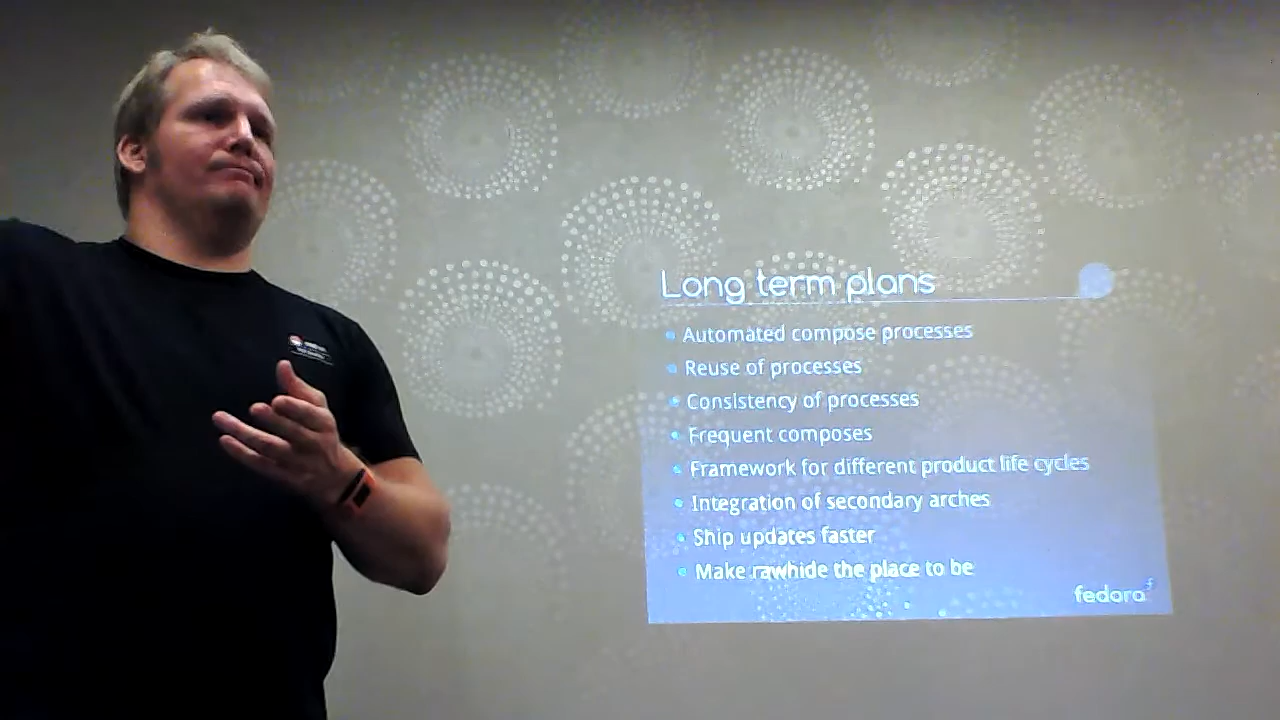 Long term plans
Automated compose processes
Reuse of processes
Consistency of processes
Frequent composes
Framework for different product life cycles
Integration of secondary arches
Ship updates faster
Make rawhide the place to be
fedora